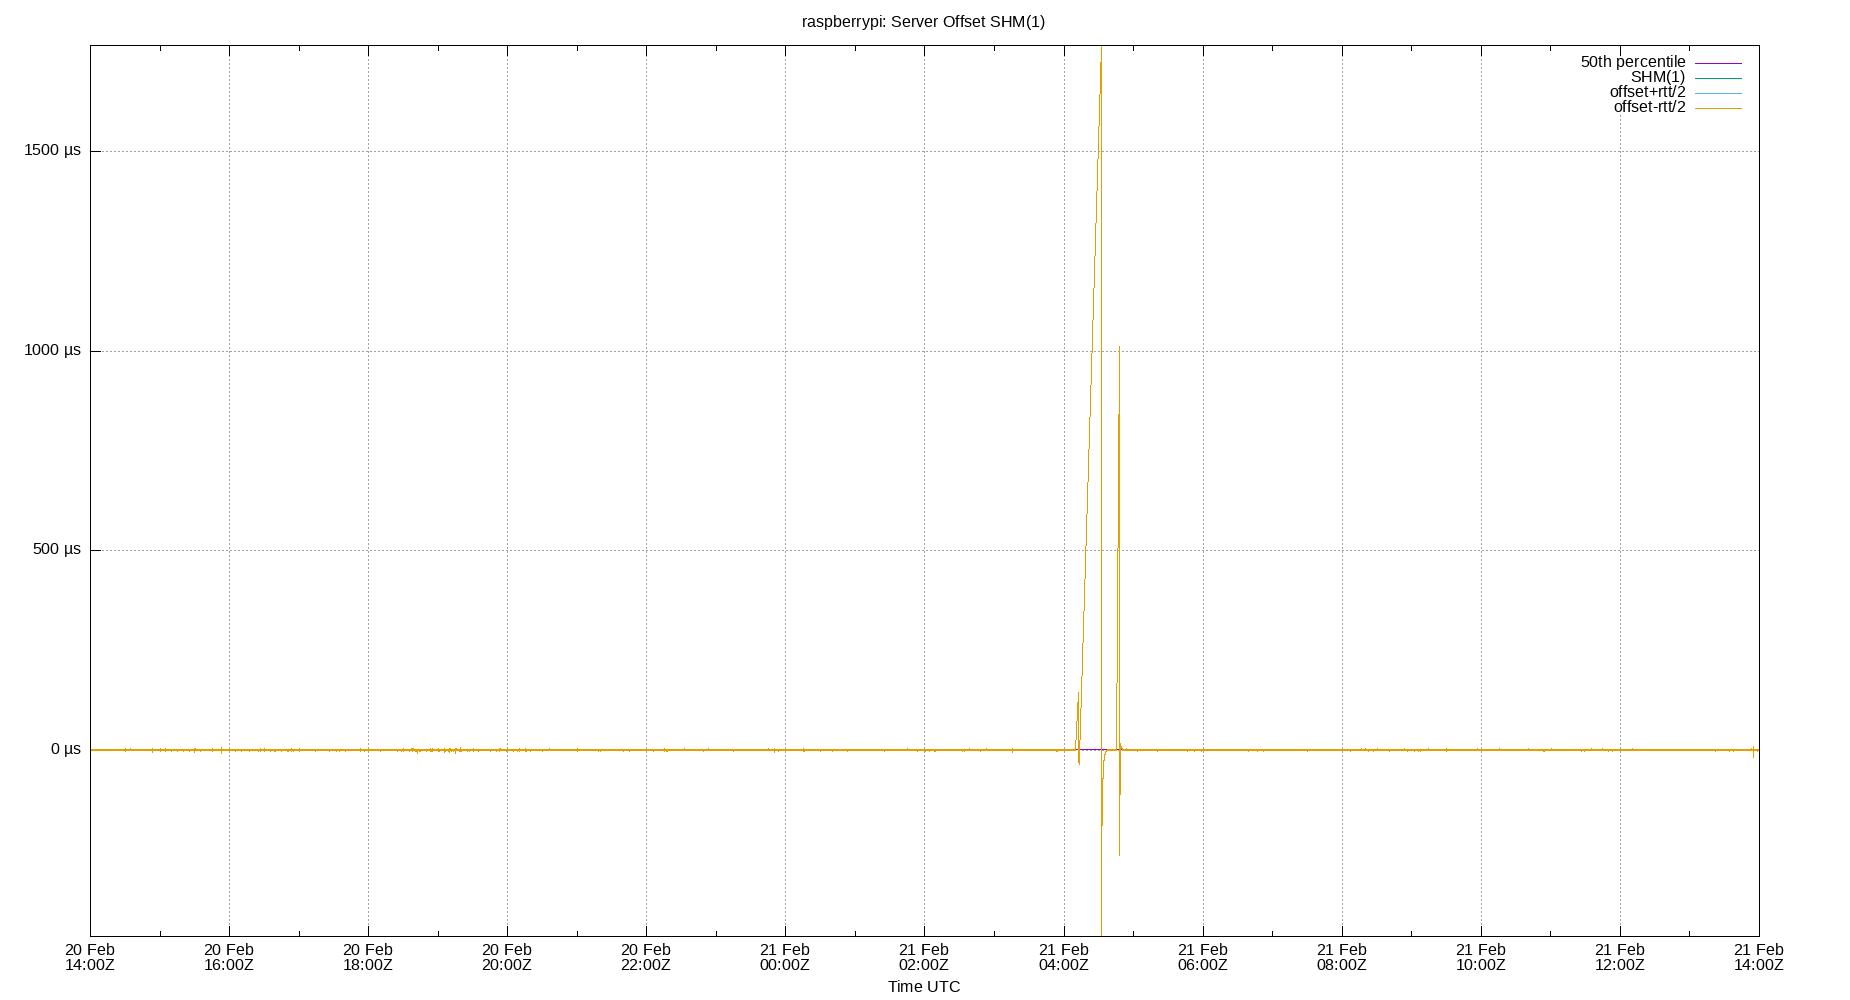 raspberrypi: Server Offset SHM(1)
50th percentile
SHM(1)
offset+rtt/2
offset-rtt/2
1500 µs
1000 µs
500 µs
0 µs
20 Feb 20 Feb 20 Feb 20 Feb 20 Feb 21 Feb 21 Feb 21 Feb 21 Feb 21 Feb 21 Feb 21 Feb 21 Feb
14:00Z 16:00Z 18:00Z 20:00Z 22:00Z 00:00Z 02:00Z 04:00Z 06:00Z 08:00Z 10:00Z 12:00Z 14:00Z
Time UTC